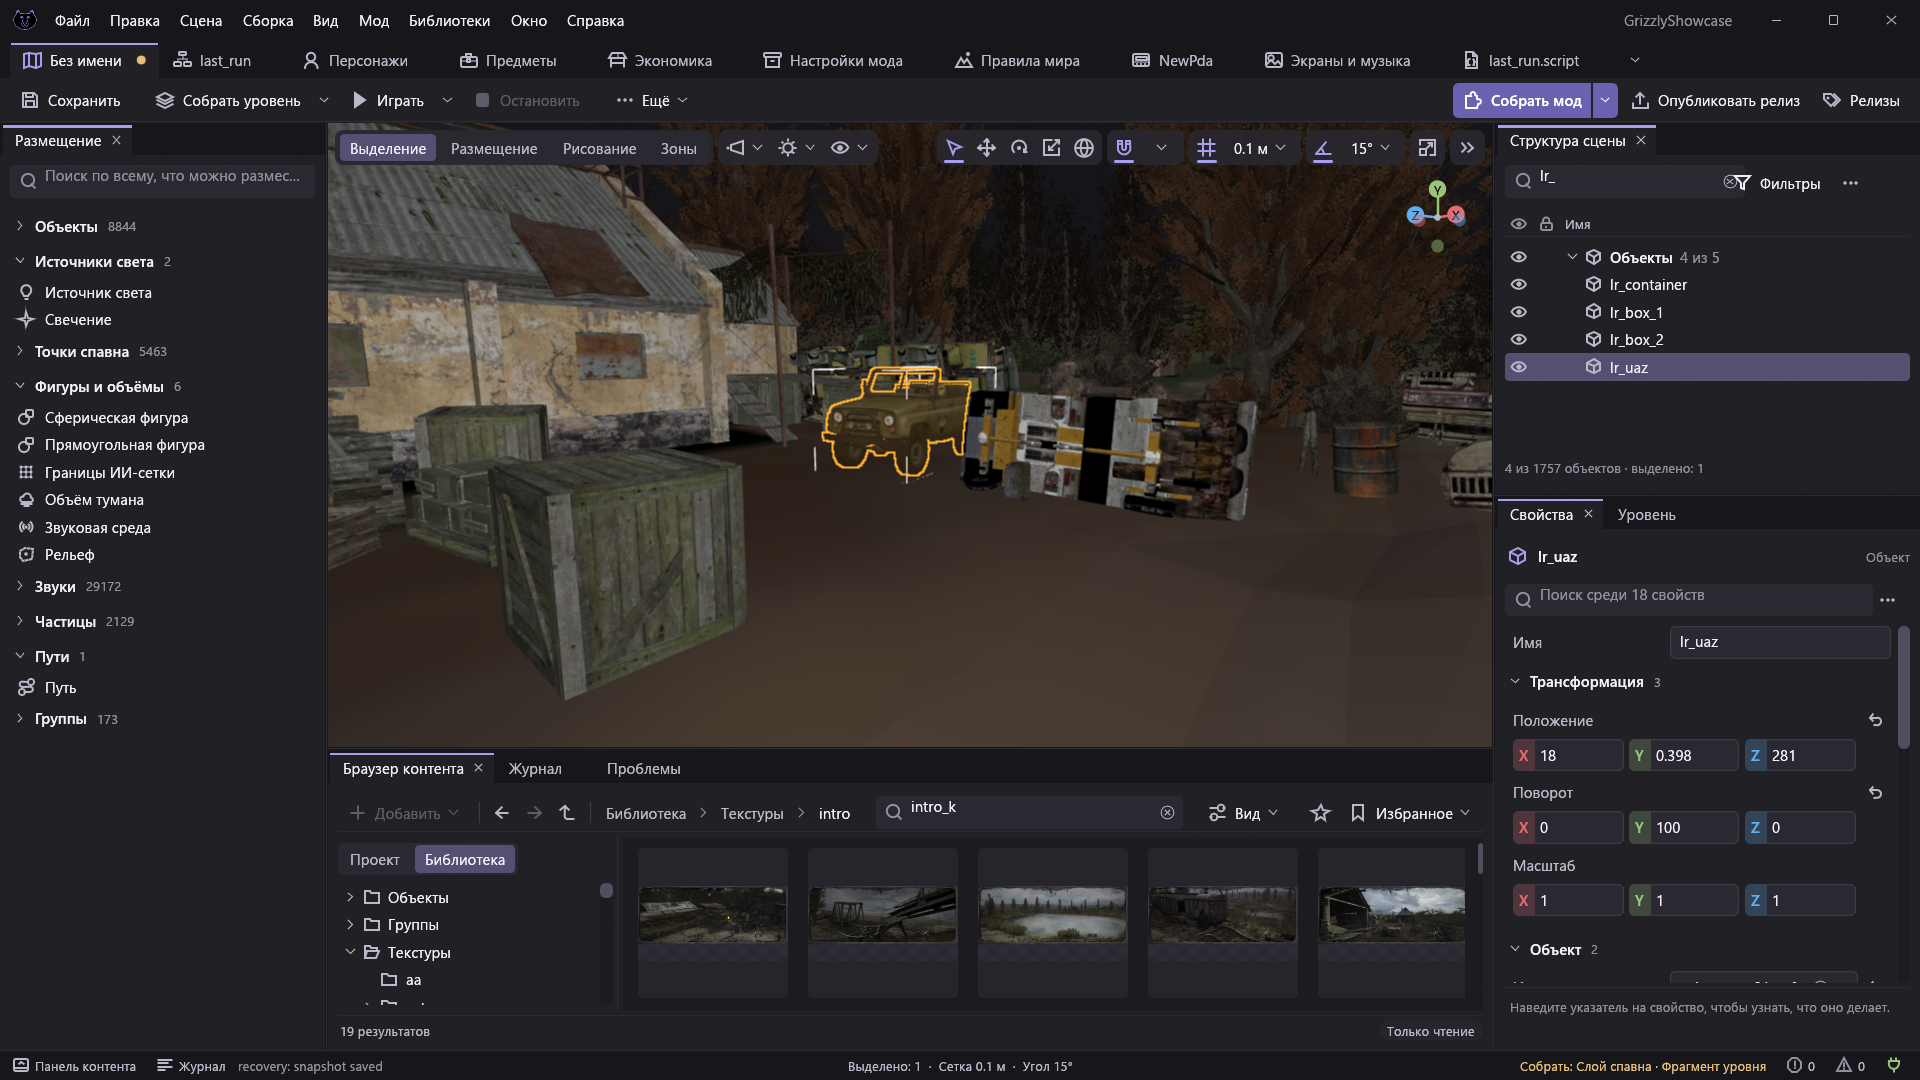 Файл Правка Сцена Сборка Вид Мод Библиотеки Окно Справка GrizzlyShowcase
Без имени last_run Персонажи Предметы Экономика Настройки мода Правила мира NewPda Экраны и музыка last_run.script
Сохранить Собрать уровень Играть Остановить Ещё Собрать мод Опубликовать релиз Релизы
Размещение
Поиск по всему, что можно размес...
Объекты 8844
Источники света 2
Источник света
Свечение
Точки спавна 5463
Фигуры и объёмы 6
Сферическая фигура
Прямоугольная фигура
Границы ИИ-сетки
Объём тумана
Звуковая среда
Рельеф
Звуки 29172
Частицы 2129
Пути 1
Путь
Группы 173
Выделение Размещение Рисование Зоны 0.1 м 15°
Y
Z X
Структура сцены
lr_ Фильтры
Имя
Объекты 4 из 5
lr_container
lr_box_1
lr_box_2
lr_uaz
4 из 1757 объектов · выделено: 1
Свойства Уровень
lr_uaz Объект
Поиск среди 18 свойств
Имя lr_uaz
Трансформация 3
Положение
X 18 Y 0.398 Z 281
Поворот
X 0 Y 100 Z 0
Масштаб
X 1 Y 1 Z 1
Объект 2
Наведите указатель на свойство, чтобы узнать, что оно делает.
Браузер контента Журнал Проблемы
Добавить Библиотека Текстуры intro intro_k Вид Избранное
Проект Библиотека
Объекты
Группы
Текстуры
aa
19 результатов Только чтение
Панель контента Журнал recovery: snapshot saved Выделено: 1 · Сетка 0.1 м · Угол 15° Собрать: Слой спавна · Фрагмент уровня 0 0